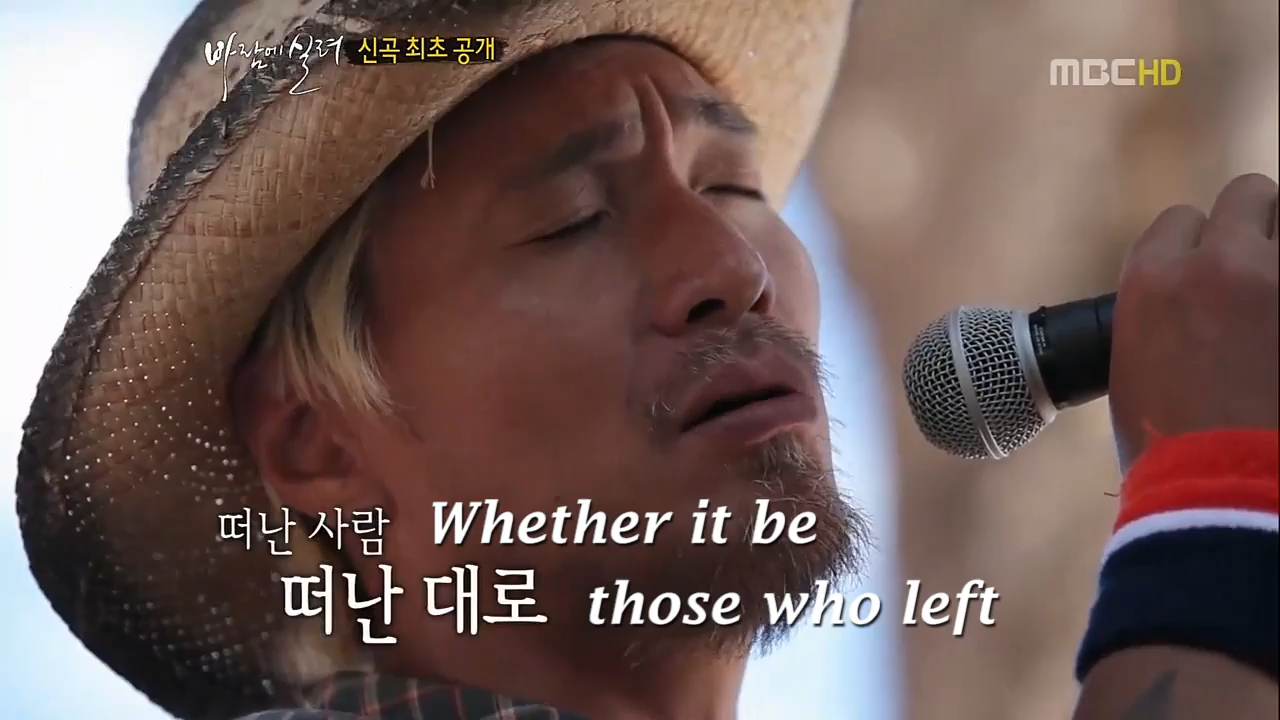 바람에 실려 신곡 최초 공개
MBC HD
떠난 사람 Whether it be
떠난 대로 those who left